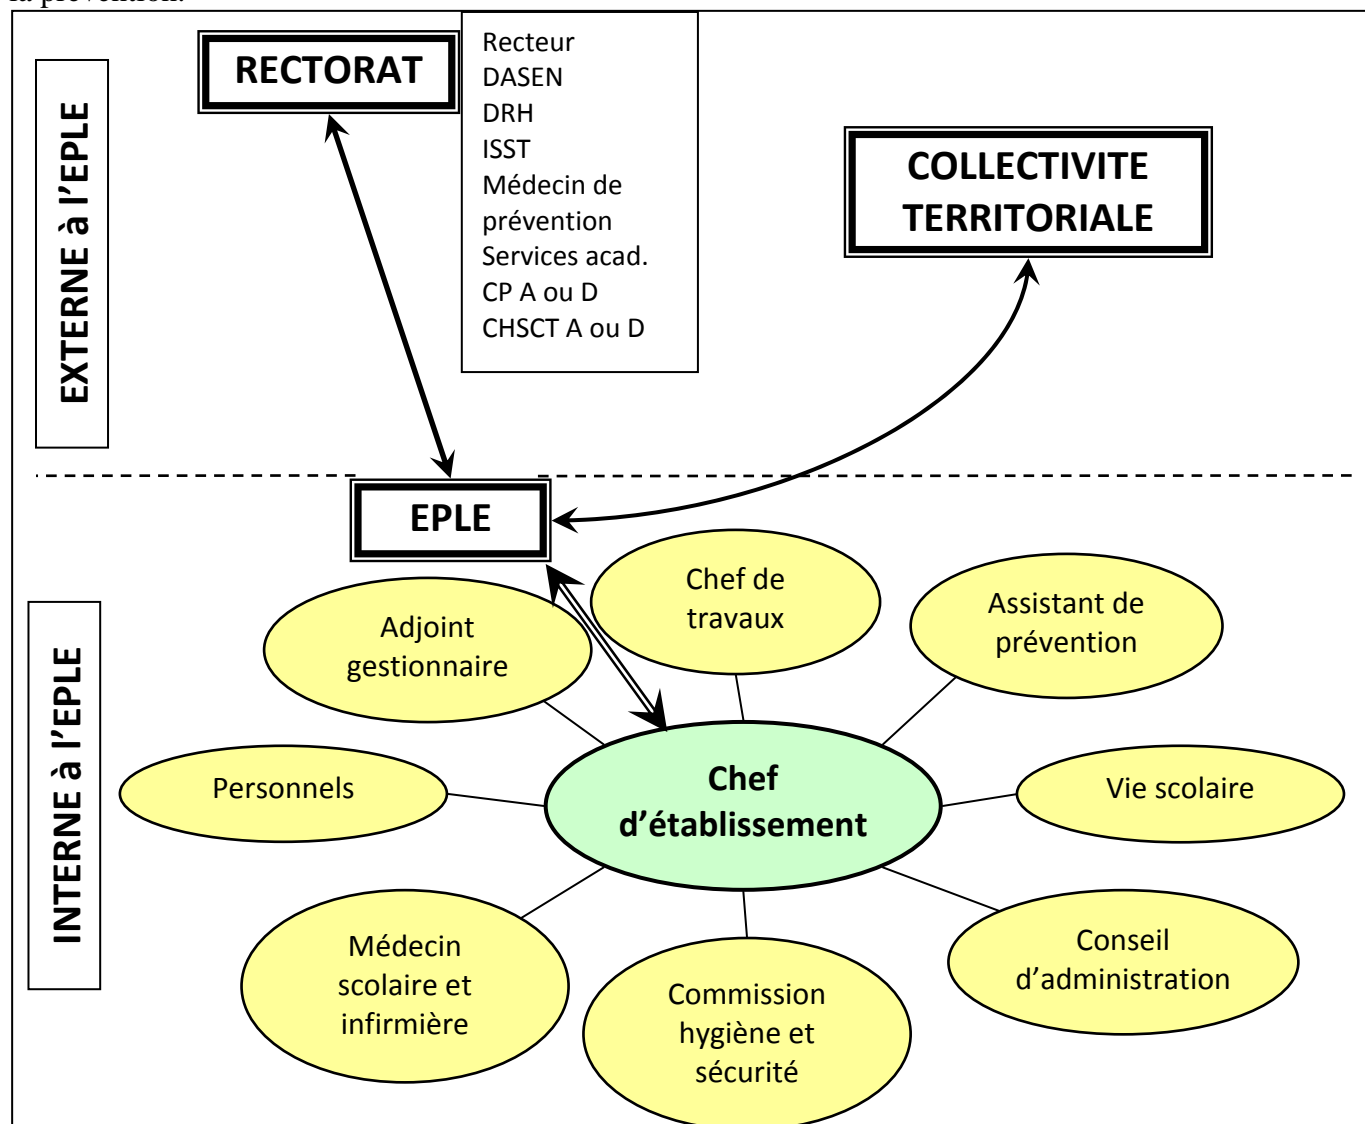 la prévention.
RECTORAT
Recteur
DASEN
DRH
ISST
Médecin de
prévention
Services acad.
CP A ou D
CHSCT A ou D
COLLECTIVITE
TERRITORIALE
EXTERNE à l'EPLE
EPLE
INTERNE à l'EPLE
Adjoint
gestionnaire
Chef de
travaux
Assistant de
prévention
Personnels
Chef
d'établissement
Vie scolaire
Médecin
scolaire et
infirmière
Commission
hygiène et
sécurité
Conseil
d'administration